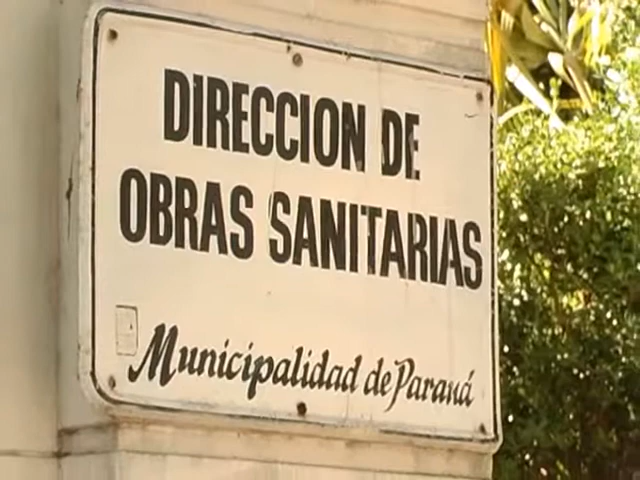 DIRECCION DE
OBRAS SANITARIAS
Municipalidad de Paraná